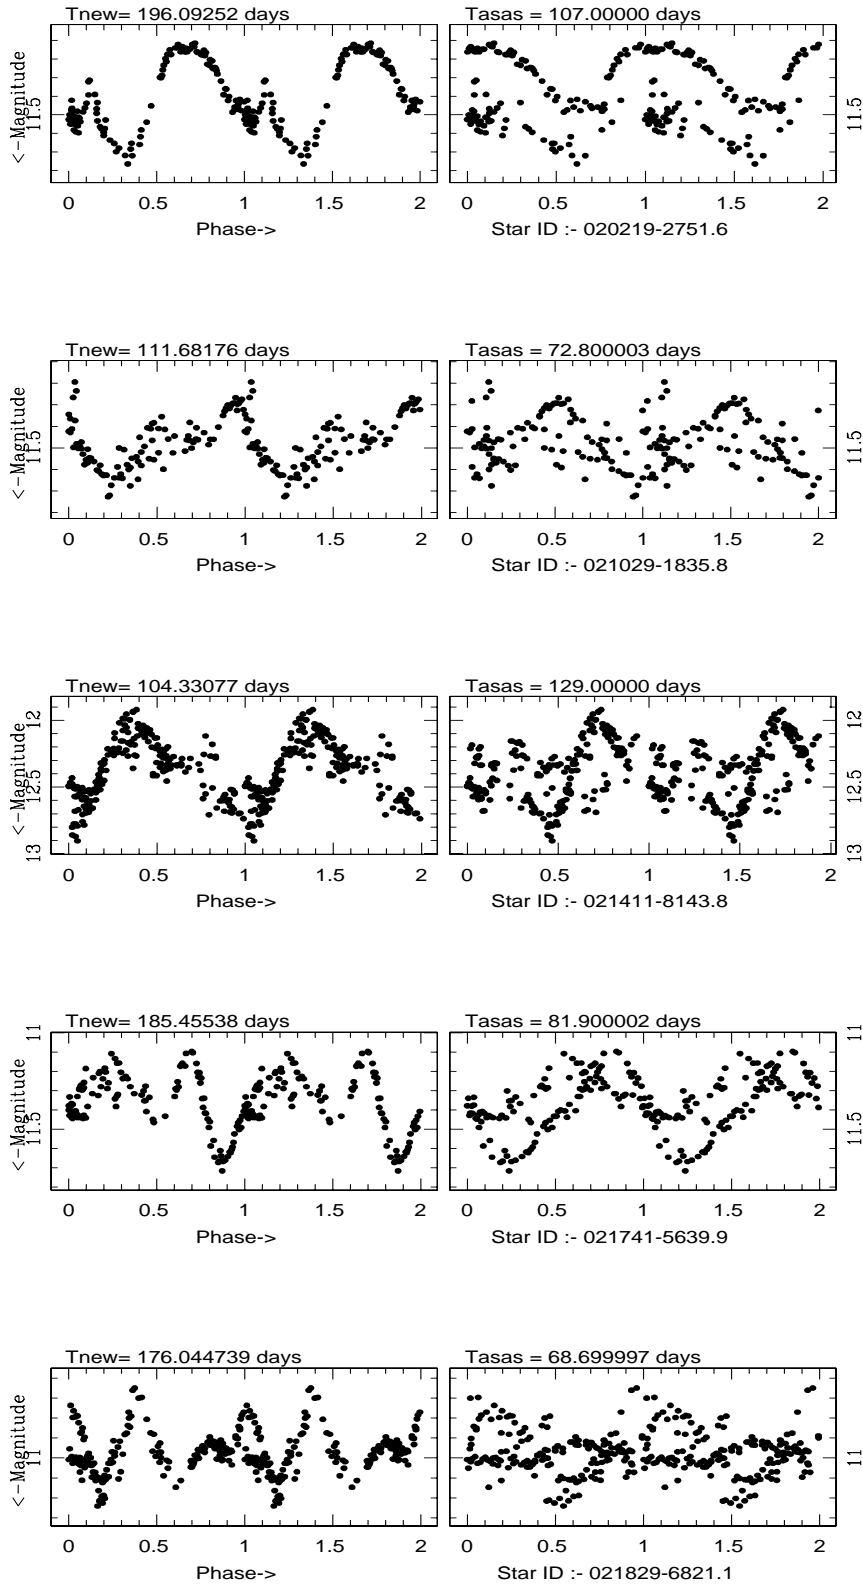 Tnew= 196.09252 days Tasas = 107.00000 days
<-Magnitude
11.5
11.5
0 0.5 1 1.5 2 0 0.5 1 1.5 2
Phase-> Star ID :- 020219-2751.6
Tnew= 111.68176 days Tasas = 72.800003 days
<-Magnitude
11.5
11.5
0 0.5 1 1.5 2 0 0.5 1 1.5 2
Phase-> Star ID :- 021029-1835.8
Tnew= 104.33077 days Tasas = 129.00000 days
<-Magnitude
12
12.5
13
12
12.5
13
0 0.5 1 1.5 2 0 0.5 1 1.5 2
Phase-> Star ID :- 021411-8143.8
Tnew= 185.45538 days Tasas = 81.900002 days
<-Magnitude
11
11.5
11
11.5
0 0.5 1 1.5 2 0 0.5 1 1.5 2
Phase-> Star ID :- 021741-5639.9
Tnew= 176.044739 days Tasas = 68.699997 days
<-Magnitude
11
11
0 0.5 1 1.5 2 0 0.5 1 1.5 2
Phase-> Star ID :- 021829-6821.1